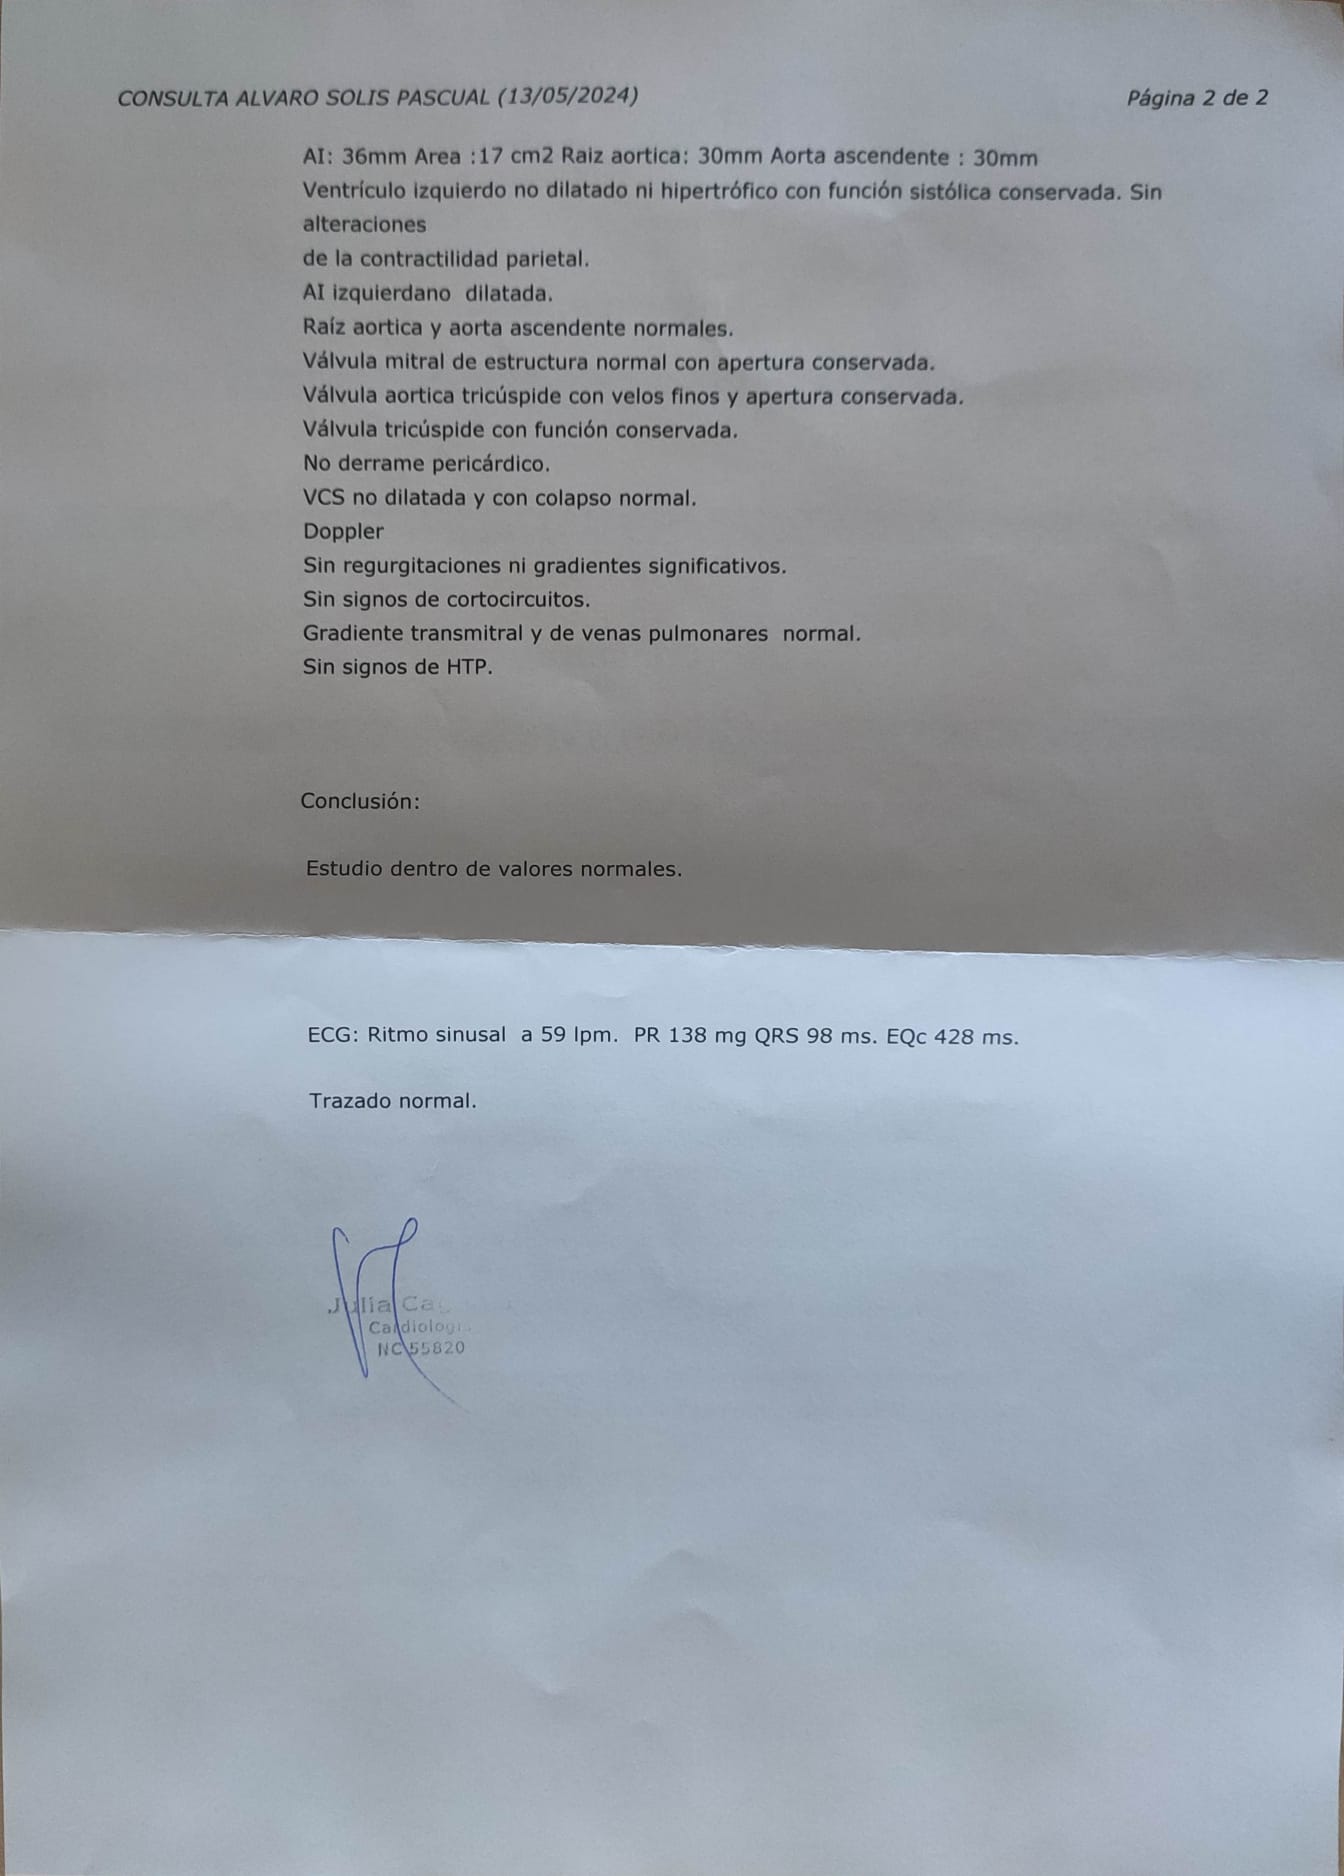 CONSULTA ALVARO SOLIS PASCUAL (13/05/2024) Página 2 de 2
AI: 36mm Area :17 cm2 Raiz aortica: 30mm Aorta ascendente : 30mm
Ventrículo izquierdo no dilatado ni hipertrófico con función sistólica conservada. Sin
alteraciones
de la contractilidad parietal.
AI izquierdano dilatada.
Raíz aortica y aorta ascendente normales.
Válvula mitral de estructura normal con apertura conservada.
Válvula aortica tricúspide con velos finos y apertura conservada.
Válvula tricúspide con función conservada.
No derrame pericárdico.
VCS no dilatada y con colapso normal.
Doppler
Sin regurgitaciones ni gradientes significativos.
Sin signos de cortocircuitos.
Gradiente transmitral y de venas pulmonares normal.
Sin signos de HTP.
Conclusión:
Estudio dentro de valores normales.
ECG: Ritmo sinusal a 59 lpm. PR 138 mg QRS 98 ms. EQc 428 ms.
Trazado normal.
Julia
NC 55820